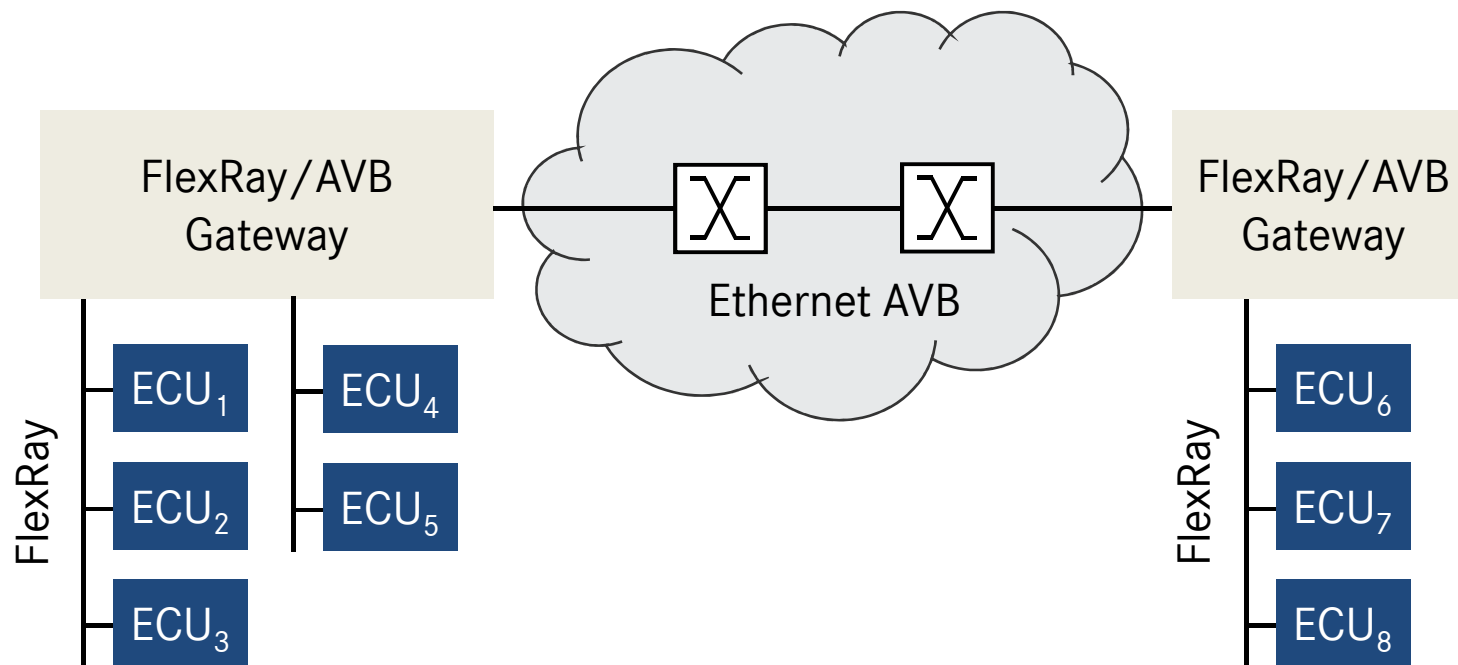 FlexRay/AVB
Gateway
FlexRay/AVB
Gateway
Ethernet AVB
FlexRay
ECU₁
ECU₂
ECU₃
ECU₄
ECU₅
FlexRay
ECU₆
ECU₇
ECU₈